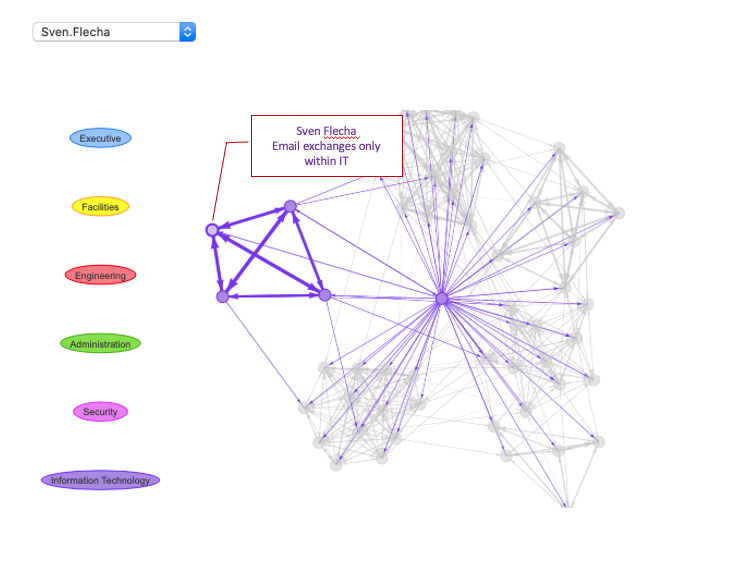 Sven.Flecha
Executive
Sven Flecha
Email exchanges only
within IT
Facilities
Engineering
Administration
Security
Information Technology